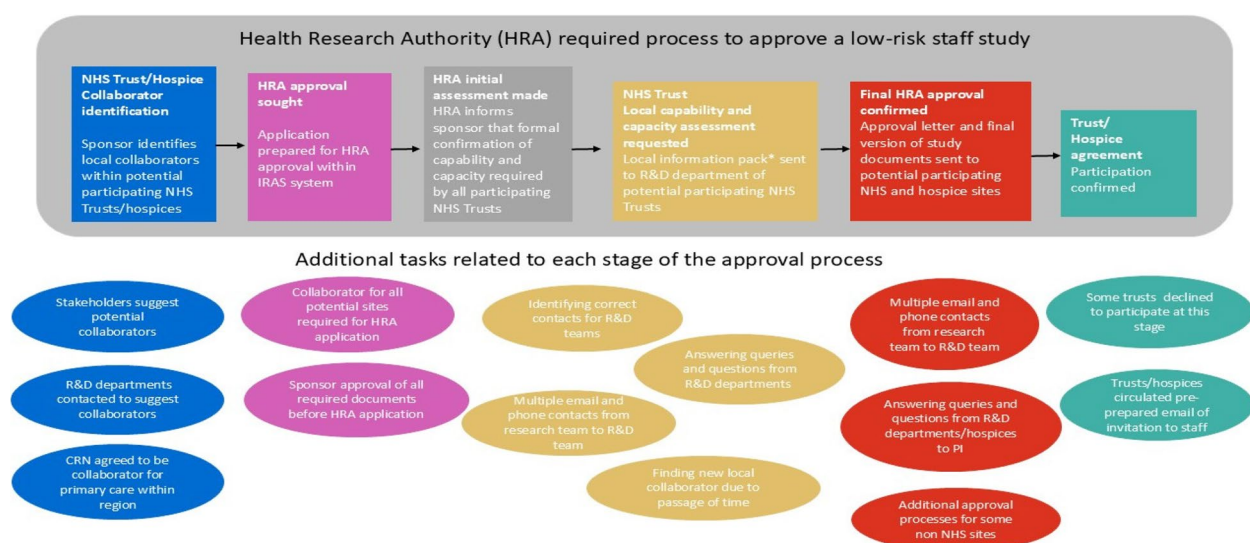 Health Research Authority (HRA) required process to approve a low-risk staff study
NHS Trust/Hospice
Collaborator
identification
Sponsor identifies
local collaborators
within potential
participating NHS
Trusts/hospices
HRA approval
sought
Application
prepared for HRA
approval within
IRAS system
HRA initial
assessment made
HRA informs
sponsor that formal
confirmation of
capability and
capacity required
by all participating
NHS Trusts
NHS Trust
Local capability and
capacity assessment
requested
Local information pack* sent
to R&D department of
potential participating NHS
Trusts
Final HRA approval
confirmed
Approval letter and final
version of study
documents sent to
potential participating
NHS and hospice sites
Trust/
Hospice
agreement
Participation
confirmed
Additional tasks related to each stage of the approval process
Stakeholders suggest
potential
collaborators
R&D departments
contacted to suggest
collaborators
CRN agreed to be
collaborator for
primary care within
region
Collaborator for all
potential sites
required for HRA
application
Sponsor approval of all
required documents
before HRA application
Identifying correct
contacts for R&D
teams
Answering queries
and questions from
R&D departments
Multiple email and
phone contacts from
research team to R&D
team
Finding new local
collaborator due to
passage of time
Multiple email and
phone contacts
from research
team to R&D team
Answering queries and
questions from R&D
departments/hospices
to PI
Additional approval
processes for some
non NHS sites
Some trusts declined
to participate at this
stage
Trusts/hospices
circulated pre-
prepared email of
invitation to staff